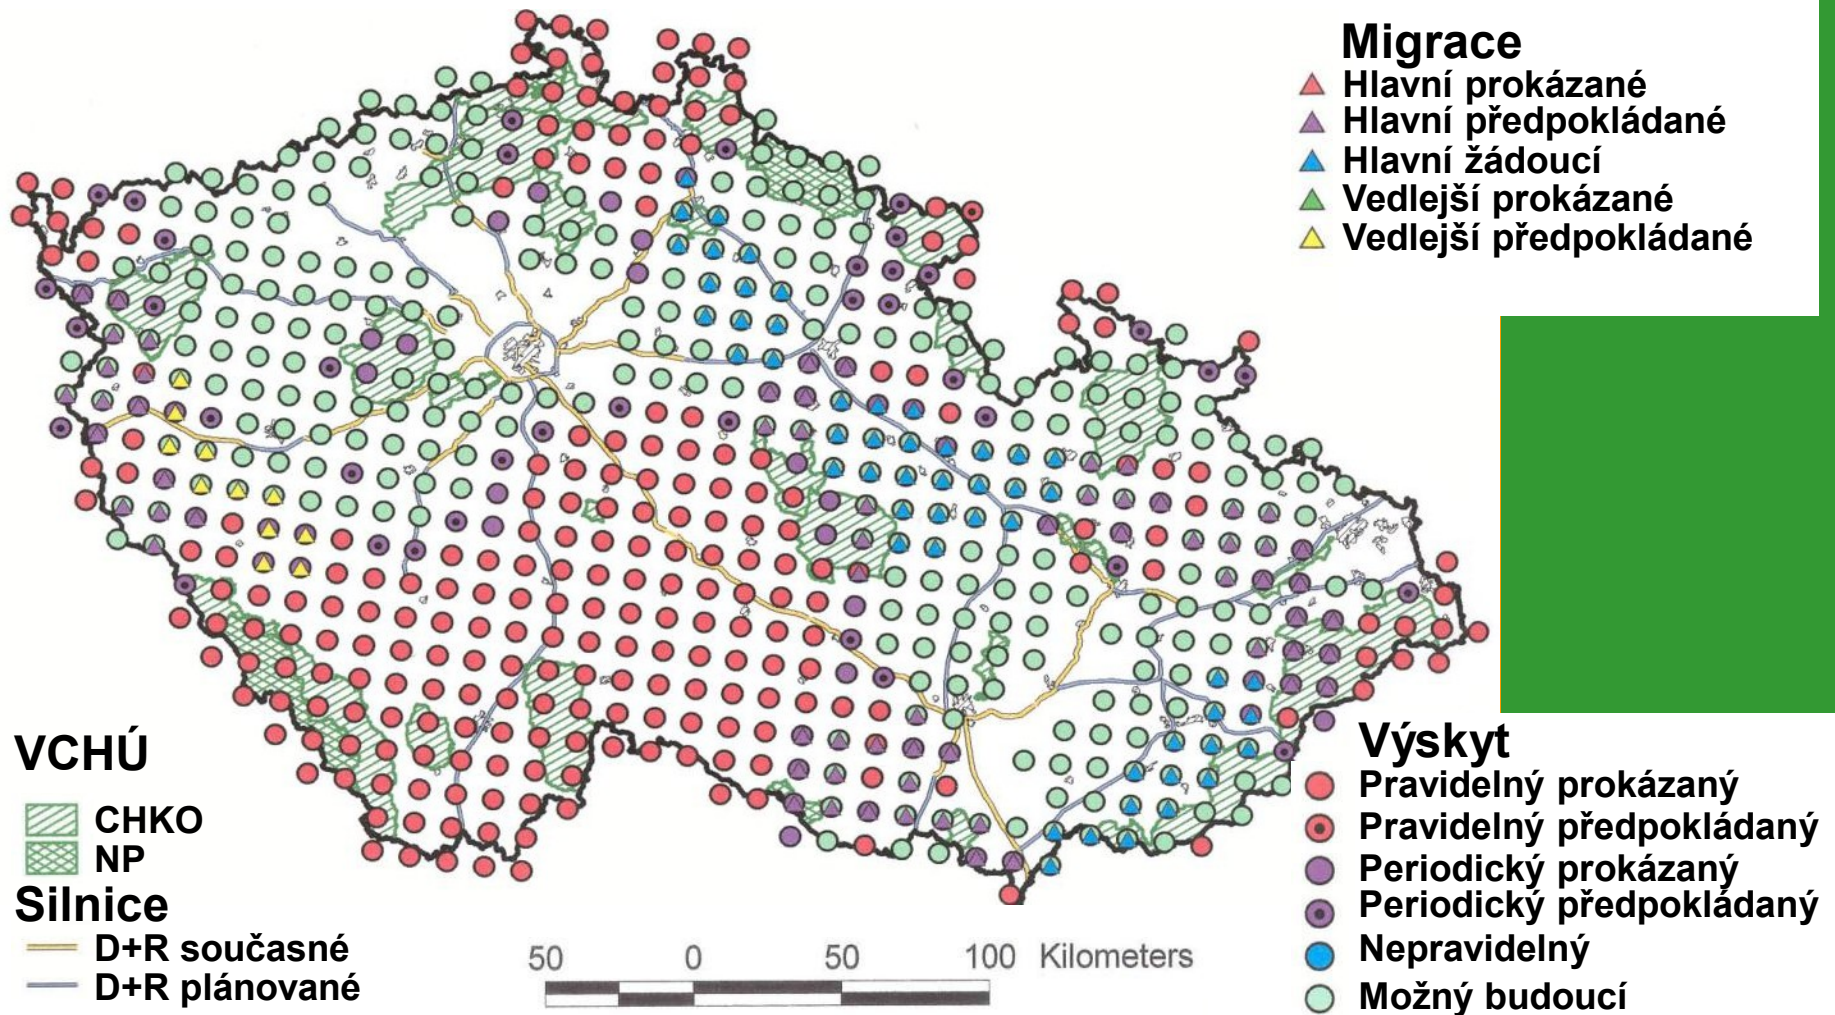 Migrace
Hlavní prokázané
Hlavní předpokládané
Hlavní žádoucí
Vedlejší prokázané
Vedlejší předpokládané
VCHÚ
CHKO
NP
Silnice
D+R současné
D+R plánované
50 0 50 100 Kilometers
Výskyt
Pravidelný prokázaný
Pravidelný předpokládaný
Periodický prokázaný
Periodický předpokládaný
Nepravidelný
Možný budoucí